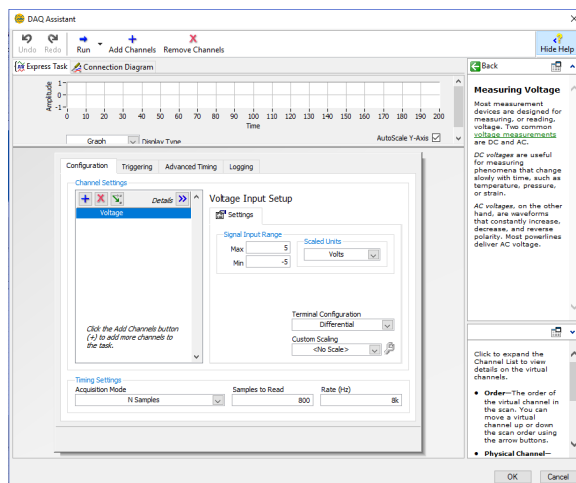 DAQ Assistant
Undo Redo Run Add Channels Remove Channels Hide Help
Express Task Connection Diagram
Amplitude
1
0
-1
0 10 20 30 40 50 60 70 80 90 100 110 120 130 140 150 160 170 180 190 200
Time
Graph Display Type AutoScale Y-Axis
Configuration Triggering Advanced Timing Logging
Channel Settings
Details
Voltage
Click the Add Channels button
(+) to add more channels to
the task.
Voltage Input Setup
Settings
Signal Input Range
Max 5
Min -5
Scaled Units
Volts
Terminal Configuration
Differential
Custom Scaling
<No Scale>
Timing Settings
Acquisition Mode Samples to Read Rate (Hz)
N Samples 800 8k
Back
Measuring Voltage
Most measurement
devices are designed for
measuring, or reading,
voltage. Two common
voltage measurements
are DC and AC.
DC voltages are useful
for measuring
phenomena that change
slowly with time, such as
temperature, pressure,
or strain.
AC voltages, on the other
hand, are waveforms
that constantly increase,
decrease, and reverse
polarity. Most powerlines
deliver AC voltage.
Click to expand the
Channel List to view
details on the virtual
channels.
• Order—The order of
the virtual channel in
the scan. You can
move a virtual
channel up or down
the scan order using
the arrow buttons.
• Physical Channel—
OK Cancel